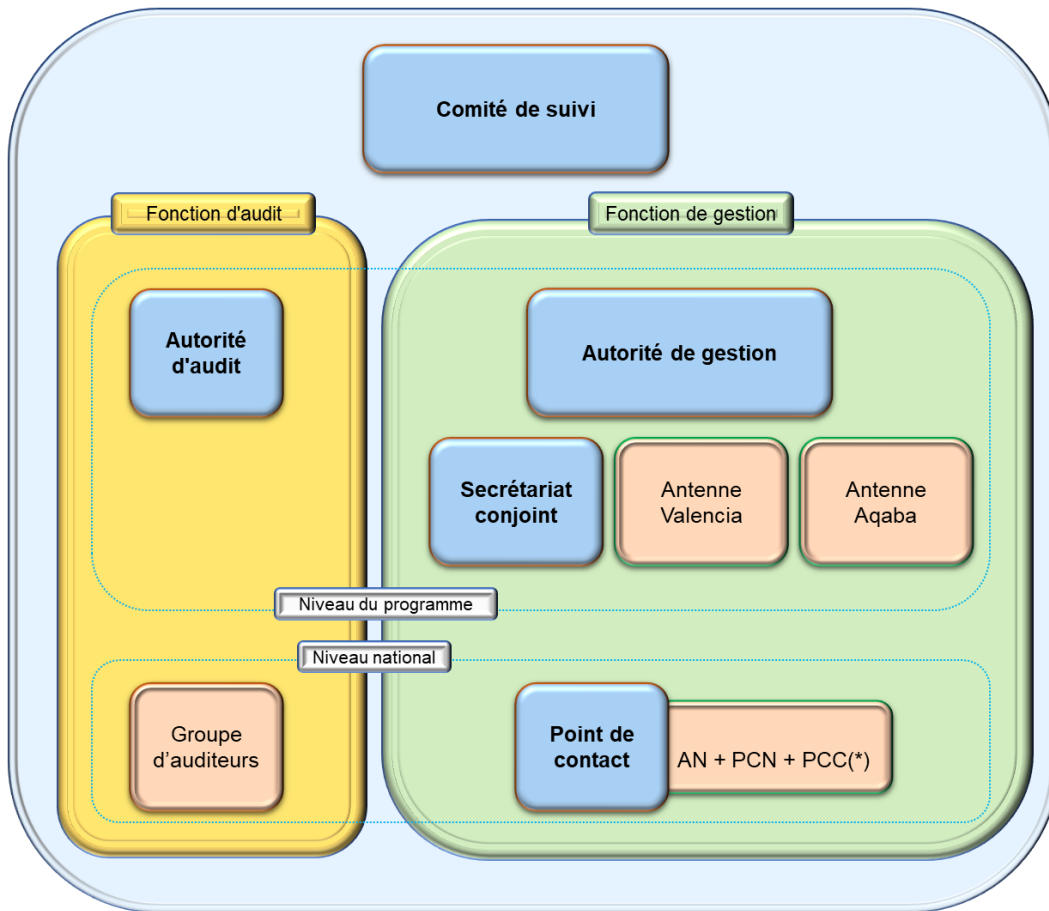 Comité de suivi
Fonction d'audit
Fonction de gestion
Autorité
d'audit
Autorité de gestion
Secrétariat
conjoint
Antenne
Valencia
Antenne
Aqaba
Niveau du programme
Niveau national
Groupe
d’auditeurs
Point de
contact
AN + PCN + PCC(*)